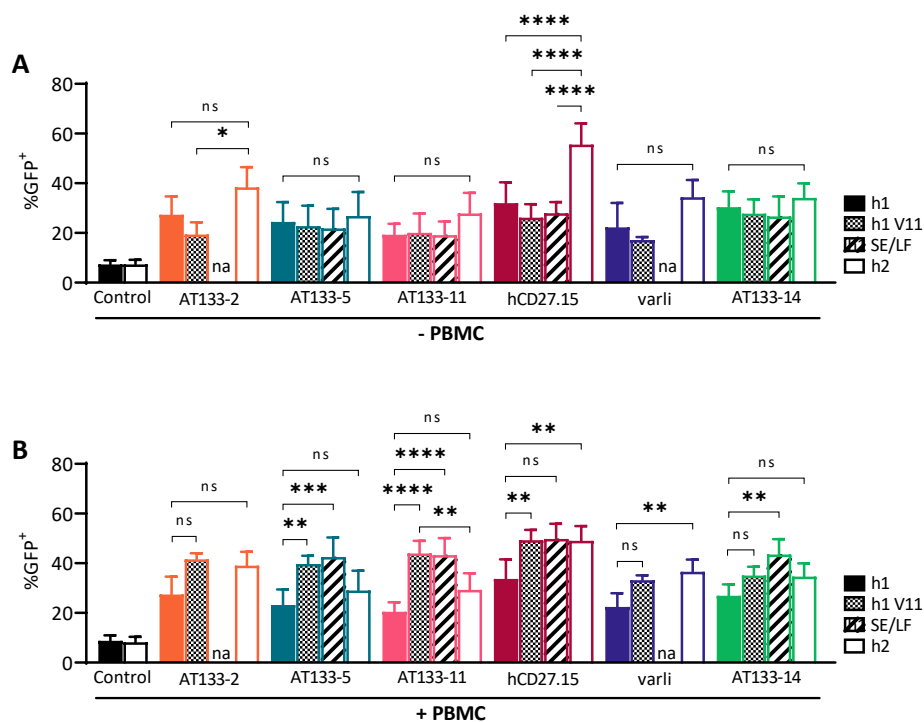 A
****
****
ns
****
*
ns
ns
ns
ns
%GFP+
80
60
40
20
0
na
na
h1
h1 V11
SE/LF
h2
Control
AT133-2
AT133-5
AT133-11
hCD27.15
varli
AT133-14
- PBMC
B
ns
**
ns
ns
****
ns
ns
***
****
**
**
**
ns
**
**
ns
ns
ns
%GFP+
80
60
40
20
0
na
na
h1
h1 V11
SE/LF
h2
Control
AT133-2
AT133-5
AT133-11
hCD27.15
varli
AT133-14
+ PBMC